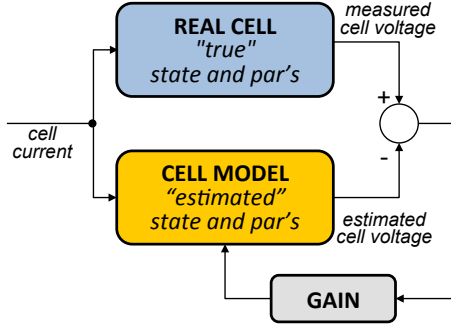 REAL CELL
"true"
state and par's
measured
cell voltage
+
cell
current
-
CELL MODEL
“estimated”
state and par's
estimated
cell voltage
GAIN